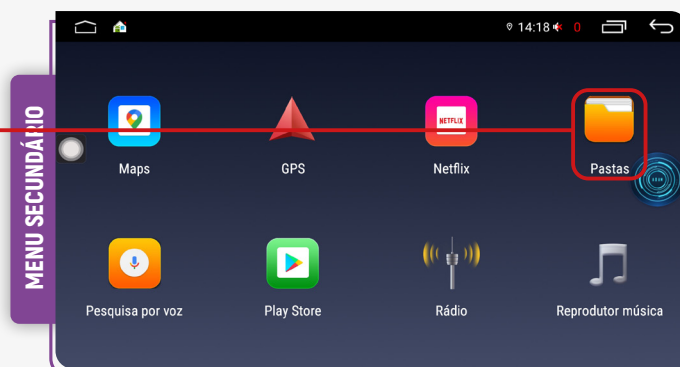 MENU SECUNDÁRIO
14:18 0
Maps
GPS
NETFLIX
Netflix
Pastas
Pesquisa por voz
Play Store
Rádio
Reprodutor música